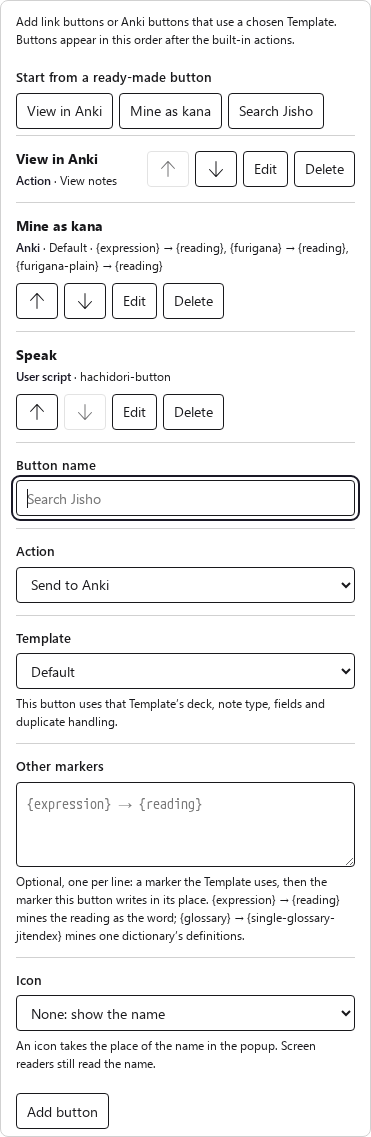 Add link buttons or Anki buttons that use a chosen Template.
Buttons appear in this order after the built-in actions.
Start from a ready-made button
View in Anki
Mine as kana
Search Jisho
View in Anki
Action · View notes
↑
↓
Edit
Delete
Mine as kana
Anki · Default · {expression} → {reading}, {furigana} → {reading},
{furigana-plain} → {reading}
↑
↓
Edit
Delete
Speak
User script · hachidori-button
↑
↓
Edit
Delete
Button name
Search Jisho
Action
Send to Anki
Template
Default
This button uses that Template's deck, note type, fields and
duplicate handling.
Other markers
{expression} → {reading}
Optional, one per line: a marker the Template uses, then the
marker this button writes in its place. {expression} → {reading}
mines the reading as the word; {glossary} → {single-glossary-
jitendex} mines one dictionary's definitions.
Icon
None: show the name
An icon takes the place of the name in the popup. Screen
readers still read the name.
Add button